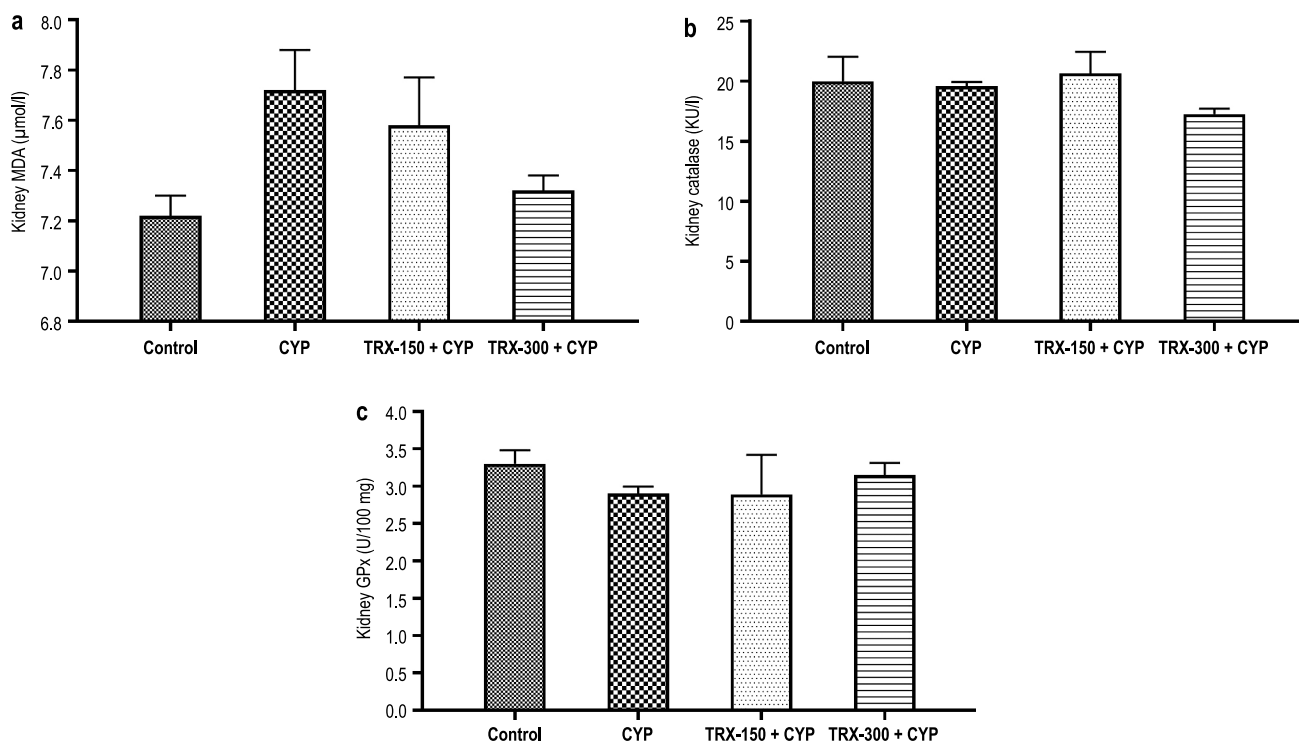 a
Kidney MDA (µmol/l)
8.0
7.8
7.6
7.4
7.2
7.0
6.8
Control
CYP
TRX-150 + CYP
TRX-300 + CYP
b
Kidney catalase (KU/l)
25
20
15
10
5
0
Control
CYP
TRX-150 + CYP
TRX-300 + CYP
c
Kidney GPx (U/100 mg)
4.0
3.5
3.0
2.5
2.0
1.5
1.0
0.5
0.0
Control
CYP
TRX-150 + CYP
TRX-300 + CYP